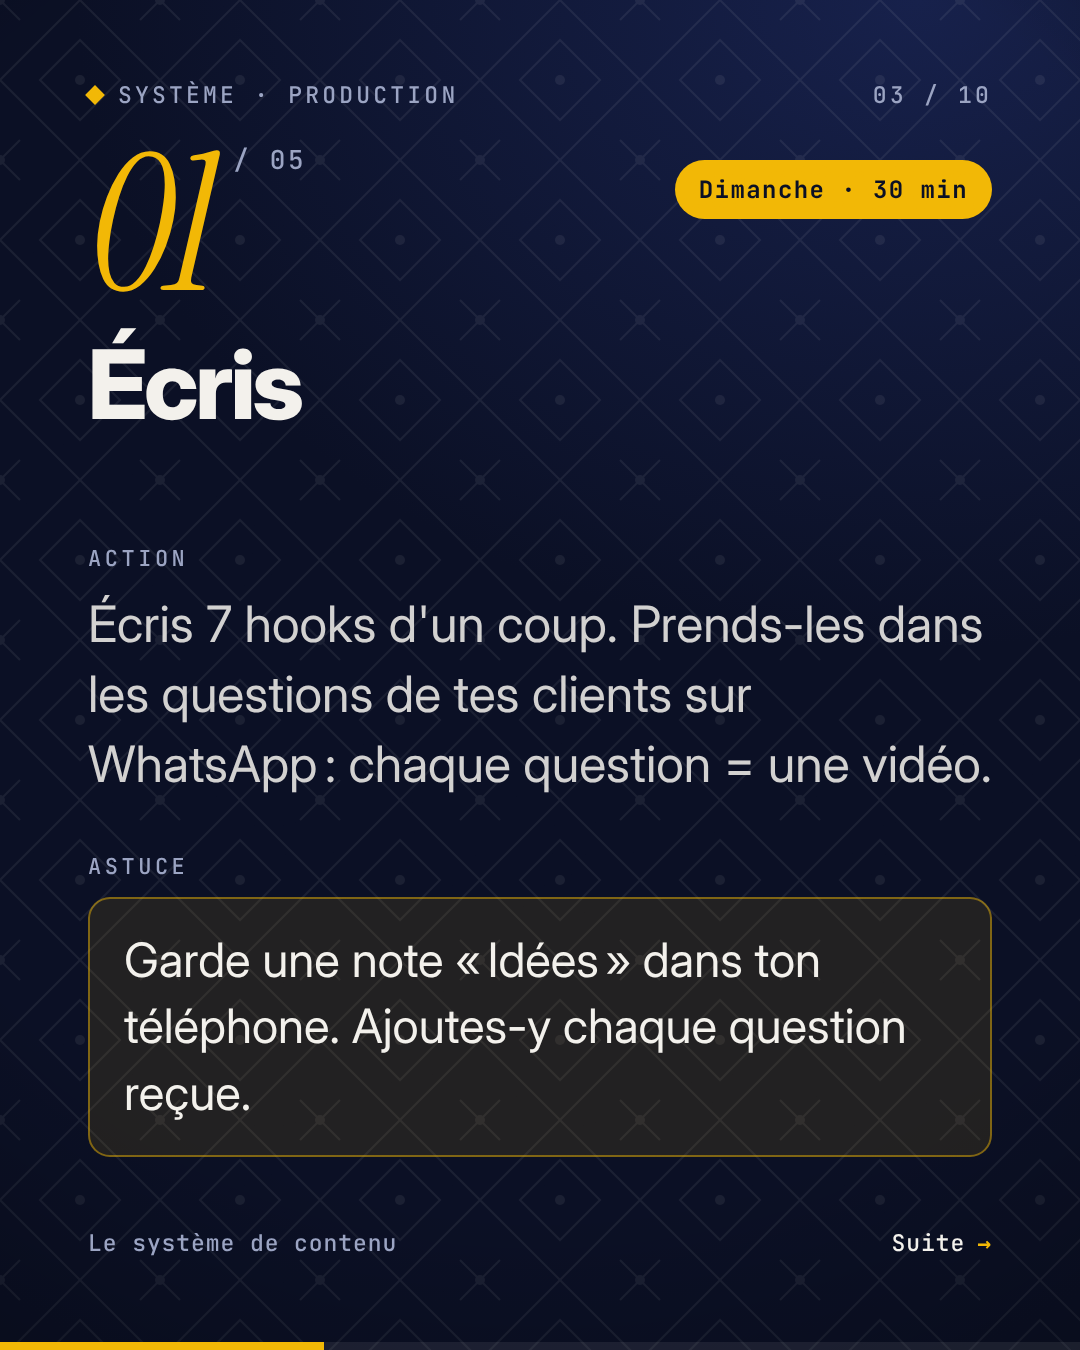 SYSTÈME · PRODUCTION
03 / 10
01 / 05
Dimanche · 30 min
Écris
ACTION
Écris 7 hooks d'un coup. Prends-les dans
les questions de tes clients sur
WhatsApp : chaque question = une vidéo.
ASTUCE
Garde une note « Idées » dans ton
téléphone. Ajoutes-y chaque question
reçue.
Le système de contenu
Suite →